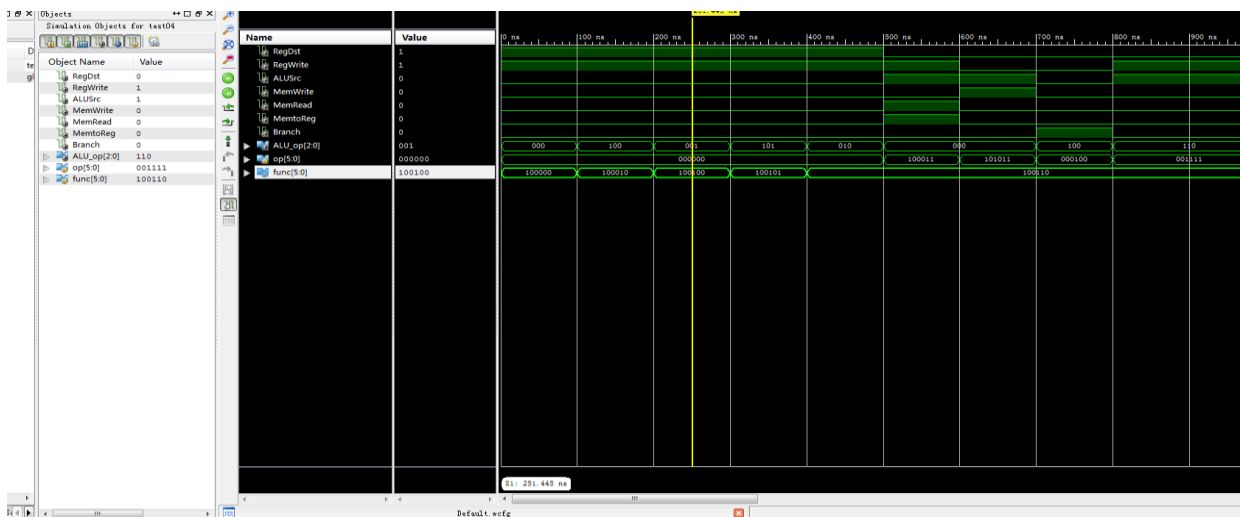 Objects
Simulation Objects for test04
Object Name Value
RegDst 0
RegWrite 1
ALUSrc 1
MemWrite 0
MemRead 0
MemtoReg 0
Branch 0
ALU_op[2:0] 110
op[5:0] 001111
func[5:0] 100110
Name Value
RegDst 1
RegWrite 1
ALUSrc 0
MemWrite 0
MemRead 0
MemtoReg 0
Branch 0
ALU_op[2:0] 001
op[5:0] 000000
func[5:0] 100100
0 ns 100 ns 200 ns 300 ns 400 ns 500 ns 600 ns 700 ns 800 ns 900 ns
000 100 001 101 010 000 100 110
000000 100011 101011 000100 001111
100000 100010 100100 100101 100110
X1: 251.445 ns
Default.wcfg